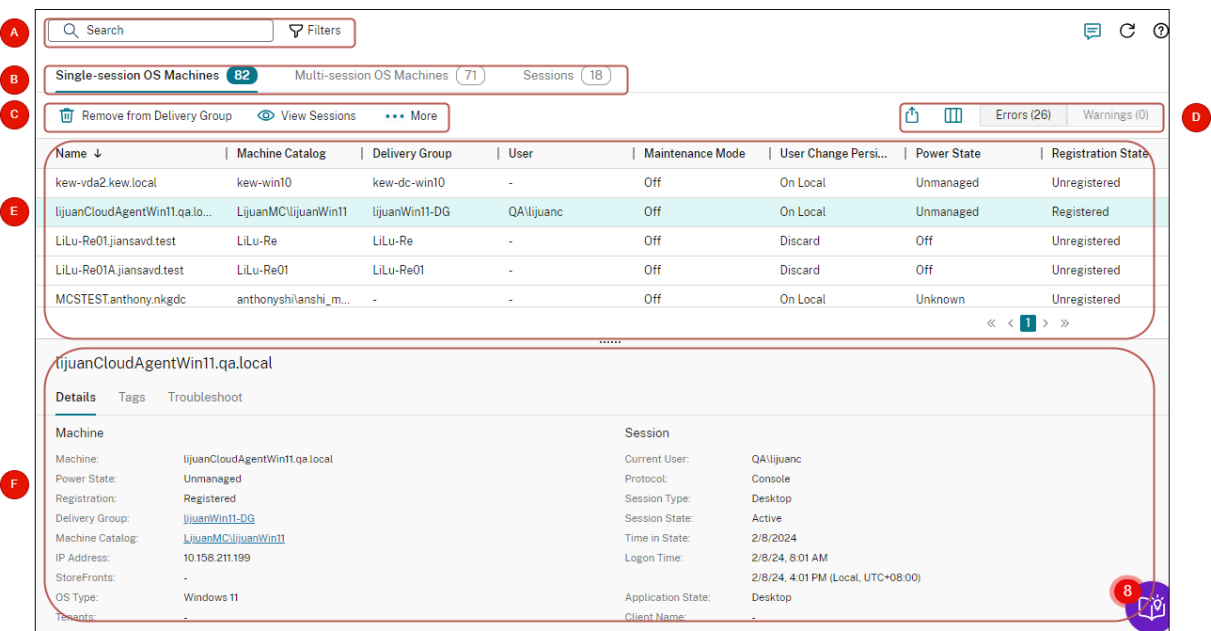 A Search Filters
B Single-session OS Machines 82 Multi-session OS Machines 71 Sessions 18
C Remove from Delivery Group View Sessions ••• More Errors (26) Warnings (0) D
Name ↓ Machine Catalog Delivery Group User Maintenance Mode User Change Persi... Power State Registration State
kew-vda2.kew.local kew-win10 kew-dc-win10 - Off On Local Unmanaged Unregistered
E lijuanCloudAgentWin11.qa.lo... LijuanMC\lijuanWin11 lijuanWin11-DG QA\lijuanc Off On Local Unmanaged Registered
LiLu-Re01.jiansavd.test LiLu-Re LiLu-Re - Off Discard Off Unregistered
LiLu-Re01A.jiansavd.test LiLu-Re01 LiLu-Re01 - Off Discard Off Unregistered
MCSTEST.anthony.nkgdc anthonyshi\anshi_m... - - Off On Local Unknown Unregistered
« < 1 > »
lijuanCloudAgentWin11.qa.local
Details Tags Troubleshoot
Machine Session
Machine: lijuanCloudAgentWin11.qa.local Current User: QA\lijuanc
Power State: Unmanaged Protocol: Console
F Registration: Registered Session Type: Desktop
Delivery Group: lijuanWin11-DG Session State: Active
Machine Catalog: LijuanMC\lijuanWin11 Time in State: 2/8/2024
IP Address: 10.158.211.199 Logon Time: 2/8/24, 8:01 AM
StoreFronts: - 2/8/24, 4:01 PM (Local, UTC+08:00)
OS Type: Windows 11 Application State: Desktop 8
Tenants: - Client Name: -